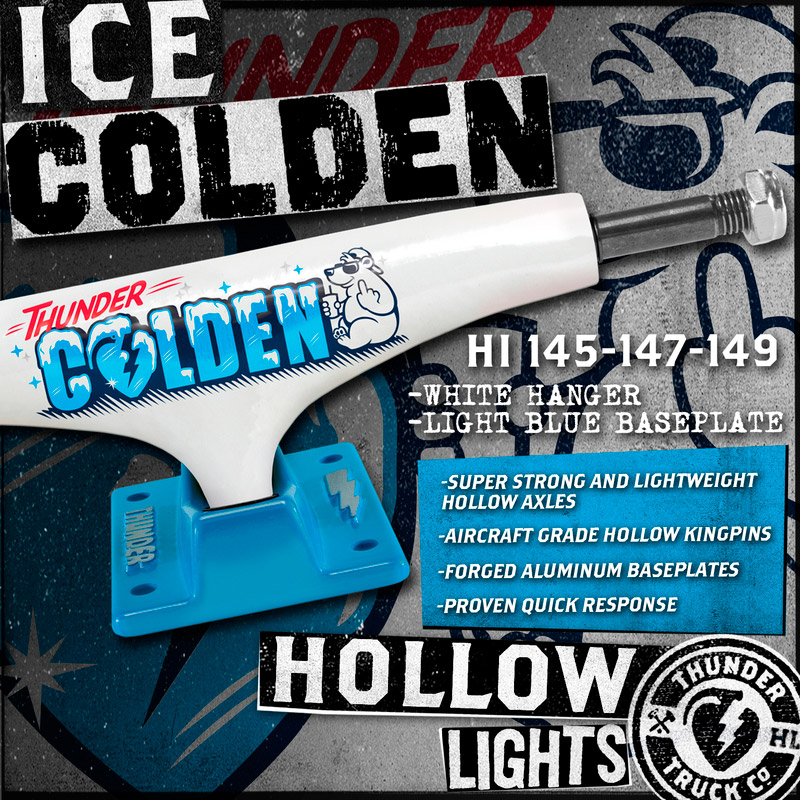 ICE
THUNDER
COLDEN
THUNDER
COLDEN
HI 145-147-149
-WHITE HANGER
-LIGHT BLUE BASEPLATE
-SUPER STRONG AND LIGHTWEIGHT
HOLLOW AXLES
-AIRCRAFT GRADE HOLLOW KINGPINS
-FORGED ALUMINUM BASEPLATES
-PROVEN QUICK RESPONSE
THUNDER
HOLLOW
LIGHTS
THUNDER
HL
TRUCK CO